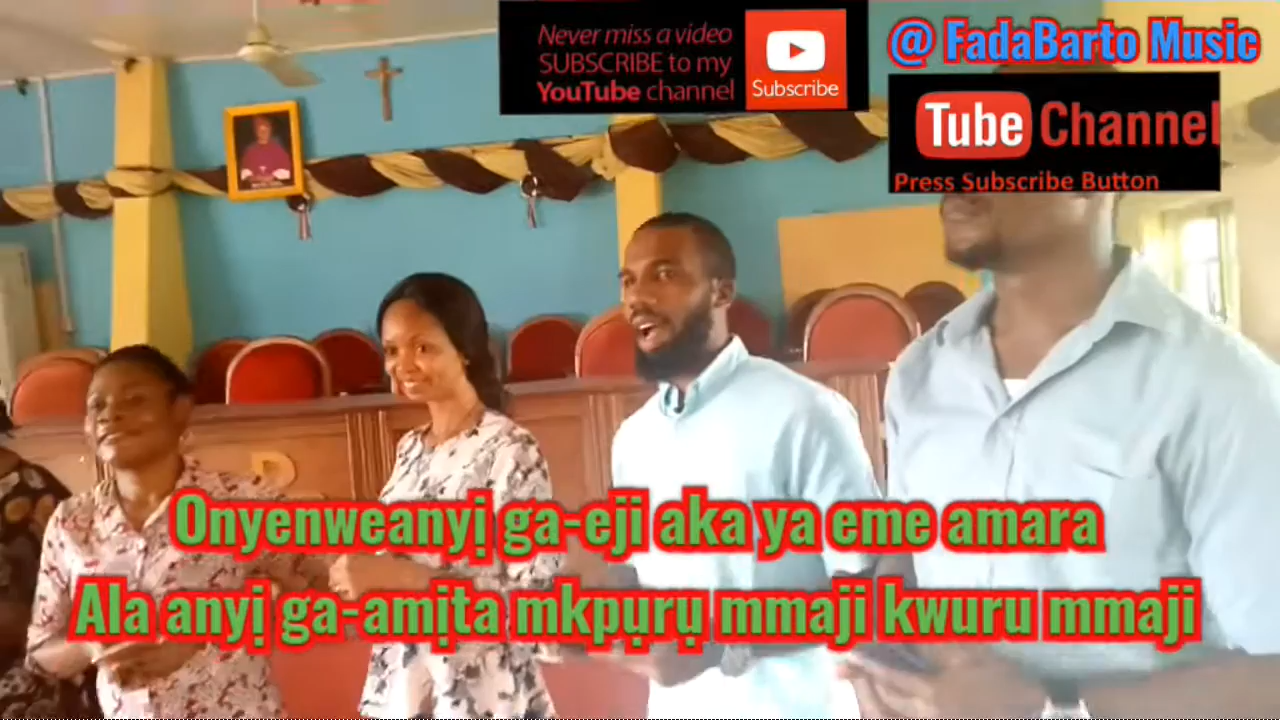 Never miss a video
SUBSCRIBE to my
YouTube channel
Subscribe
@ FadaBarto Music
Tube Channel
Press Subscribe Button
Onyenweanyị ga-eji aka ya eme amara
Ala anyị ga-amịta mkpụrụ mmaji kwuru mmaji